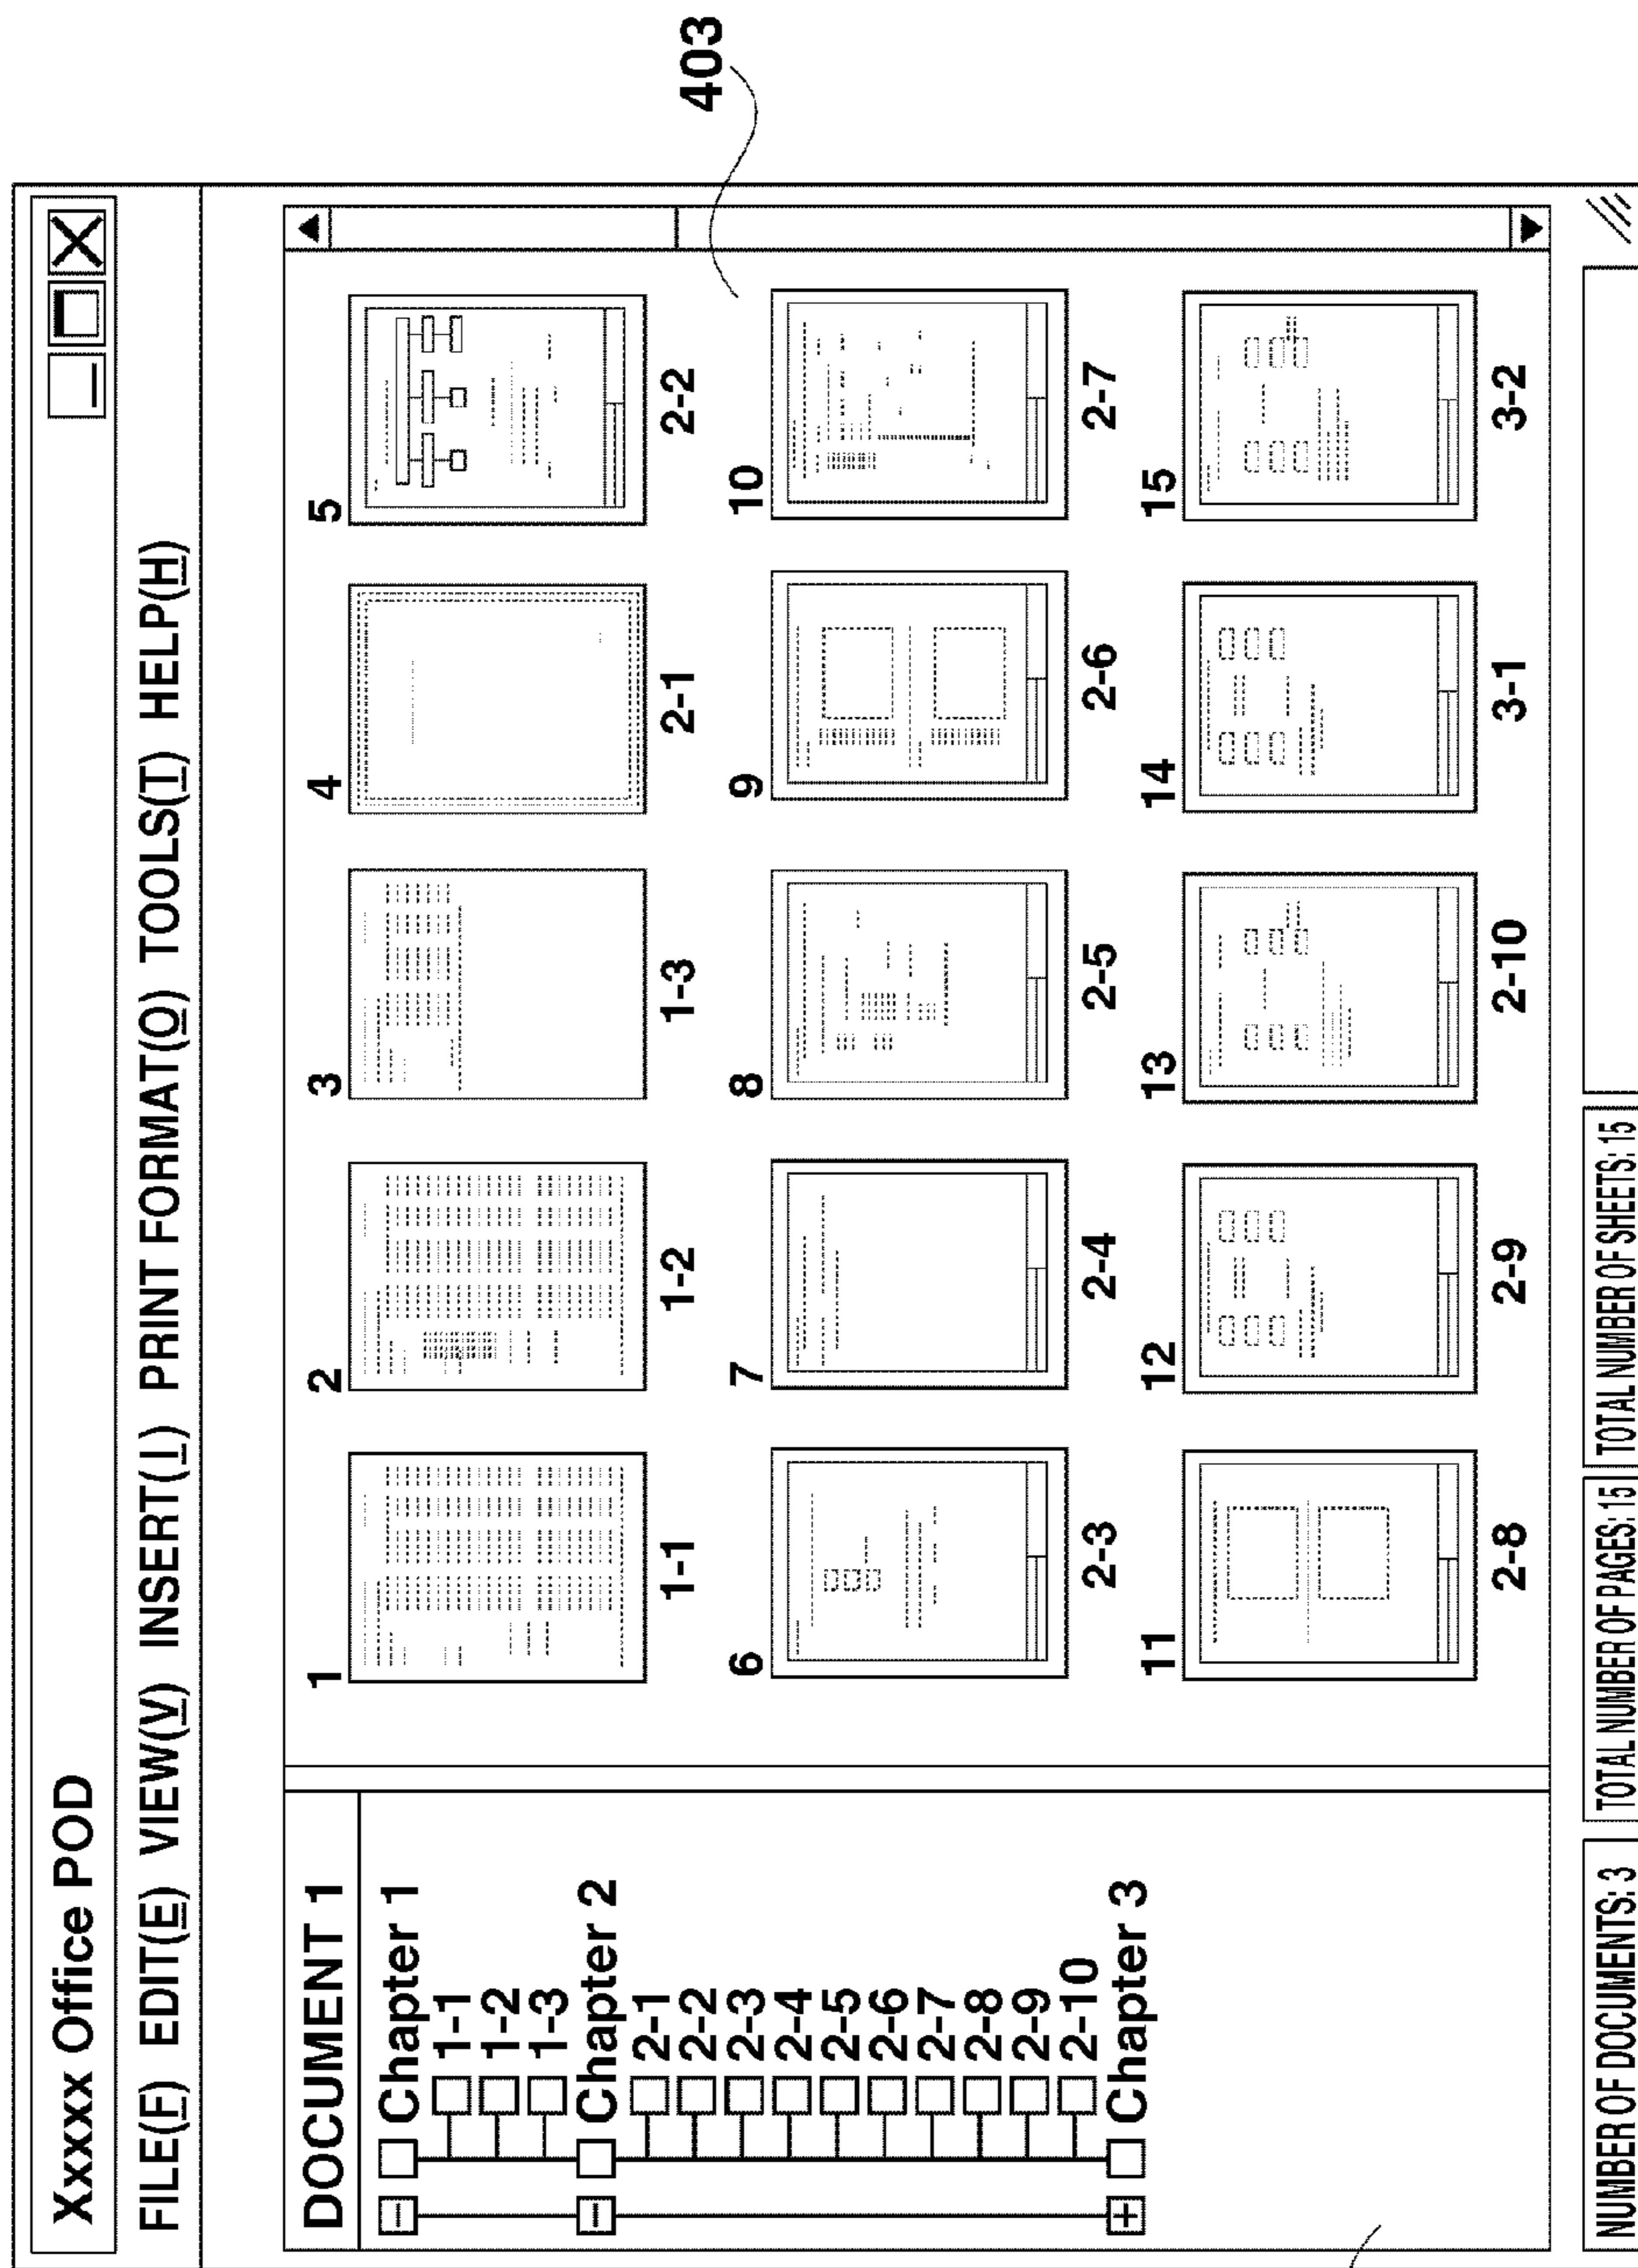 403
Xxxxx Office POD
FILE(F) EDIT(E) VIEW(V) INSERT(I) PRINT FORMAT(O) TOOLS(T) HELP(H)
DOCUMENT 1
Chapter 1
1-1
1-2
1-3
Chapter 2
2-1
2-2
2-3
2-4
2-5
2-6
2-7
2-8
2-9
2-10
Chapter 3
1 2 3 4 5
1-1 1-2 1-3 2-1 2-2
6 7 8 9 10
2-3 2-4 2-5 2-6 2-7
11 12 13 14 15
2-8 2-9 2-10 3-1 3-2
NUMBER OF DOCUMENTS: 3 TOTAL NUMBER OF PAGES: 15 TOTAL NUMBER OF SHEETS: 15